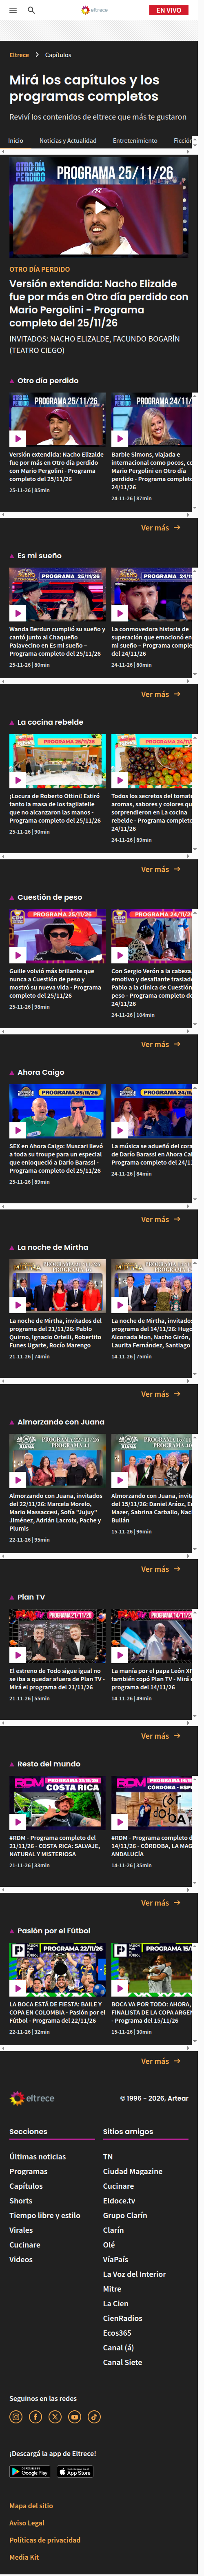 eltrece
EN VIVO
Eltrece
Capítulos
Mirá los capítulos y los
programas completos
Reviví los contenidos de eltrece que más te gustaron
Inicio
Noticias y Actualidad
Entretenimiento
Ficción
OTRO DÍA
PERDIDO
PROGRAMA 25/11/26
OTRO DÍA PERDIDO
Versión extendida: Nacho Elizalde
fue por más en Otro día perdido con
Mario Pergolini - Programa
completo del 25/11/26
INVITADOS: NACHO ELIZALDE, FACUNDO BOGARÍN
(TEATRO CIEGO)
Otro día perdido
Versión extendida: Nacho Elizalde
fue por más en Otro día perdido
con Mario Pergolini - Programa
completo del 25/11/26
25-11-26 | 85min
Barbie Simons, viajada e
internacional como pocos, con
Mario Pergolini en Otro día
perdido - Programa completo
24/11/26
24-11-26 | 87min
Ver más
Es mi sueño
PROGRAMA 25/11/26
Wanda Berdun cumplió su sueño y
cantó junto al Chaqueño
Palavecino en Es mi sueño –
Programa completo del 25/11/26
25-11-26 | 80min
La conmovedora historia de
superación que emocionó en
mi sueño – Programa completo
del 24/11/26
24-11-26 | 80min
Ver más
La cocina rebelde
PROGRAMA 25/11/26
¡Locura de Roberto Ottini! Estiró
tanto la masa de los tagliatelle
que no alcanzaron las manos -
Programa completo del 25/11/26
25-11-26 | 90min
Todos los secretos del tomate:
aromas, sabores y colores que
sorprendieron en La cocina
rebelde - Programa completo
24/11/26
24-11-26 | 89min
Ver más
Cuestión de peso
PROGRAMA 25/11/26
Guille volvió más brillante que
nunca a Cuestión de peso y
mostró su nueva vida - Programa
completo del 25/11/26
25-11-26 | 98min
Con Sergio Verón a la cabeza,
emotivo y desafiante traslado
Pablo a la clínica de Cuestión
peso - Programa completo del
24/11/26
24-11-26 | 104min
Ver más
Ahora Caigo
PROGRAMA 25/11/26
SEX en Ahora Caigo: Muscari llevó
a toda su troupe para un especial
que enloqueció a Darío Barassi -
Programa completo del 25/11/26
25-11-26 | 89min
La música se adueñó del
de Darío Barassi en Ahora
Programa completo del
24-11-26 | 84min
Ver más
La noche de Mirtha
La noche de Mirtha, invitados del
programa del 21/11/26: Pablo
Quirno, Ignacio Ortelli, Robertito
Funes Ugarte, Rocío Marengo
21-11-26 | 74min
La noche de Mirtha, invitados
programa del 14/11/26: Hugo
Alconada Mon, Nacho Girón,
Laurita Fernández, Santiago
14-11-26 | 75min
Ver más
Almorzando con Juana
Almorzando con Juana, invitados
del 22/11/26: Marcela Morelo,
Mario Massaccesi, Sofía "Jujuy"
Jiménez, Adrián Lacroix, Pache y
Plumis
22-11-26 | 95min
Almorzando con Juana,
del 15/11/26: Daniel Aráoz,
Mazer, Sabrina Carballo,
Bulián
15-11-26 | 96min
Ver más
Plan TV
PROGRAMA 21/11/26
El estreno de Todo sigue igual no
se iba a quedar afuera de Plan TV -
Mirá el programa del 21/11/26
21-11-26 | 55min
La manía por el papa León
también copó Plan TV - Mirá
programa del 14/11/26
14-11-26 | 49min
Ver más
Resto del mundo
RDM
COSTA RICA
#RDM - Programa completo del
21/11/26 - COSTA RICA: SALVAJE,
NATURAL Y MISTERIOSA
21-11-26 | 33min
#RDM - Programa completo
14/11/26 - CÓRDOBA, LA
ANDALUCÍA
14-11-26 | 35min
Ver más
Pasión por el Fútbol
PROGRAMA 22/11/26
LA BOCA ESTÁ DE FIESTA: BAILE Y
COPA EN COLOMBIA - Pasión por el
Fútbol - Programa del 22/11/26
22-11-26 | 32min
BOCA VA POR TODO: AHORA,
FINALISTA DE LA COPA
- Programa del 15/11/26
15-11-26 | 30min
Ver más
eltrece
© 1996 - 2026, Artear
Secciones
Últimas noticias
Programas
Capítulos
Shorts
Tiempo libre y estilo
Virales
Cucinare
Videos
Sitios amigos
TN
Ciudad Magazine
Cucinare
Eldoce.tv
Grupo Clarín
Clarín
Olé
VíaPaís
La Voz del Interior
Mitre
La Cien
CienRadios
Ecos365
Canal (á)
Canal Siete
Seguinos en las redes
¡Descargá la app de Eltrece!
Google Play
App Store
Mapa del sitio
Aviso Legal
Políticas de privacidad
Media Kit